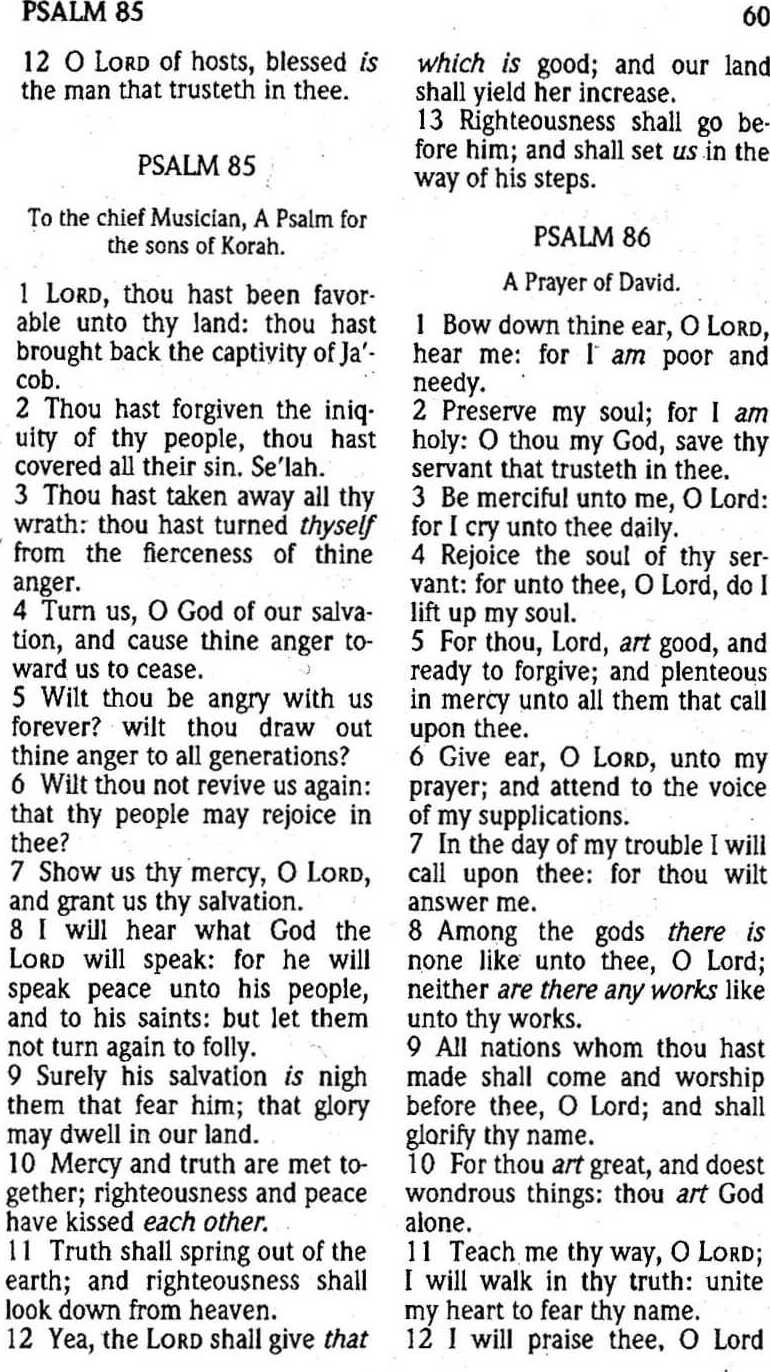 PSALM 85
60
12 O LORD of hosts, blessed is
the man that trusteth in thee.
PSALM 85
To the chief Musician, A Psalm for
the sons of Korah.
1 LORD, thou hast been favor-
able unto thy land: thou hast
brought back the captivity of Ja'-
cob.
2 Thou hast forgiven the iniq-
uity of thy people, thou hast
covered all their sin. Se'lah.
3 Thou hast taken away all thy
wrath: thou hast turned thyself
from the fierceness of thine
anger.
4 Turn us, O God of our salva-
tion, and cause thine anger to-
ward us to cease.
5 Wilt thou be angry with us
forever? wilt thou draw out
thine anger to all generations?
6 Wilt thou not revive us again:
that thy people may rejoice in
thee?
7 Show us thy mercy, O LORD,
and grant us thy salvation.
8 I will hear what God the
LORD will speak: for he will
speak peace unto his people,
and to his saints: but let them
not turn again to folly.
9 Surely his salvation is nigh
them that fear him; that glory
may dwell in our land.
10 Mercy and truth are met to-
gether; righteousness and peace
have kissed each other.
11 Truth shall spring out of the
earth; and righteousness shall
look down from heaven.
12 Yea, the LORD shall give that
which is good; and our land
shall yield her increase.
13 Righteousness shall go be-
fore him; and shall set us in the
way of his steps.
PSALM 86
A Prayer of David.
1 Bow down thine ear, O LORD,
hear me: for I am poor and
needy.
2 Preserve my soul; for I am
holy: O thou my God, save thy
servant that trusteth in thee.
3 Be merciful unto me, O Lord:
for I cry unto thee daily.
4 Rejoice the soul of thy ser-
vant: for unto thee, O Lord, do I
lift up my soul.
5 For thou, Lord, art good, and
ready to forgive; and plenteous
in mercy unto all them that call
upon thee.
6 Give ear, O LORD, unto my
prayer; and attend to the voice
of my supplications.
7 In the day of my trouble I will
call upon thee: for thou wilt
answer me.
8 Among the gods there is
none like unto thee, O Lord;
neither are there any works like
unto thy works.
9 All nations whom thou hast
made shall come and worship
before thee, O Lord; and shall
glorify thy name.
10 For thou art great, and doest
wondrous things: thou art God
alone.
11 Teach me thy way, O LORD;
I will walk in thy truth: unite
my heart to fear thy name.
12 I will praise thee, O Lord